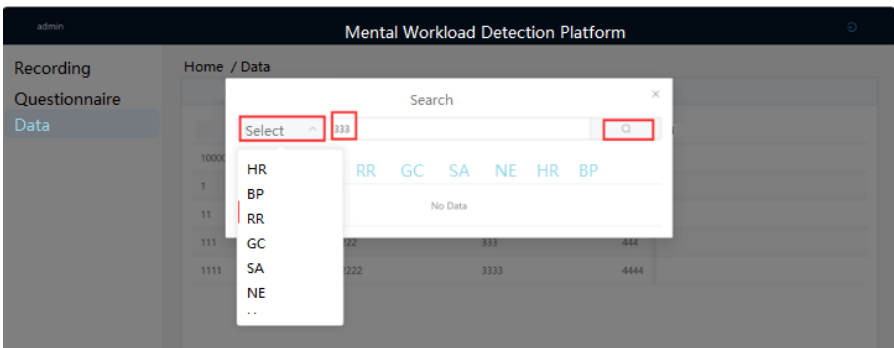 admin
Mental Workload Detection Platform
Recording
Questionnaire
Data
Home / Data
Search
×
Select
333
HR
BP
RR
GC
SA
NE
RR GC SA NE HR BP
No Data
10000
1
11
111
222
333
444
1111
2222
3333
4444